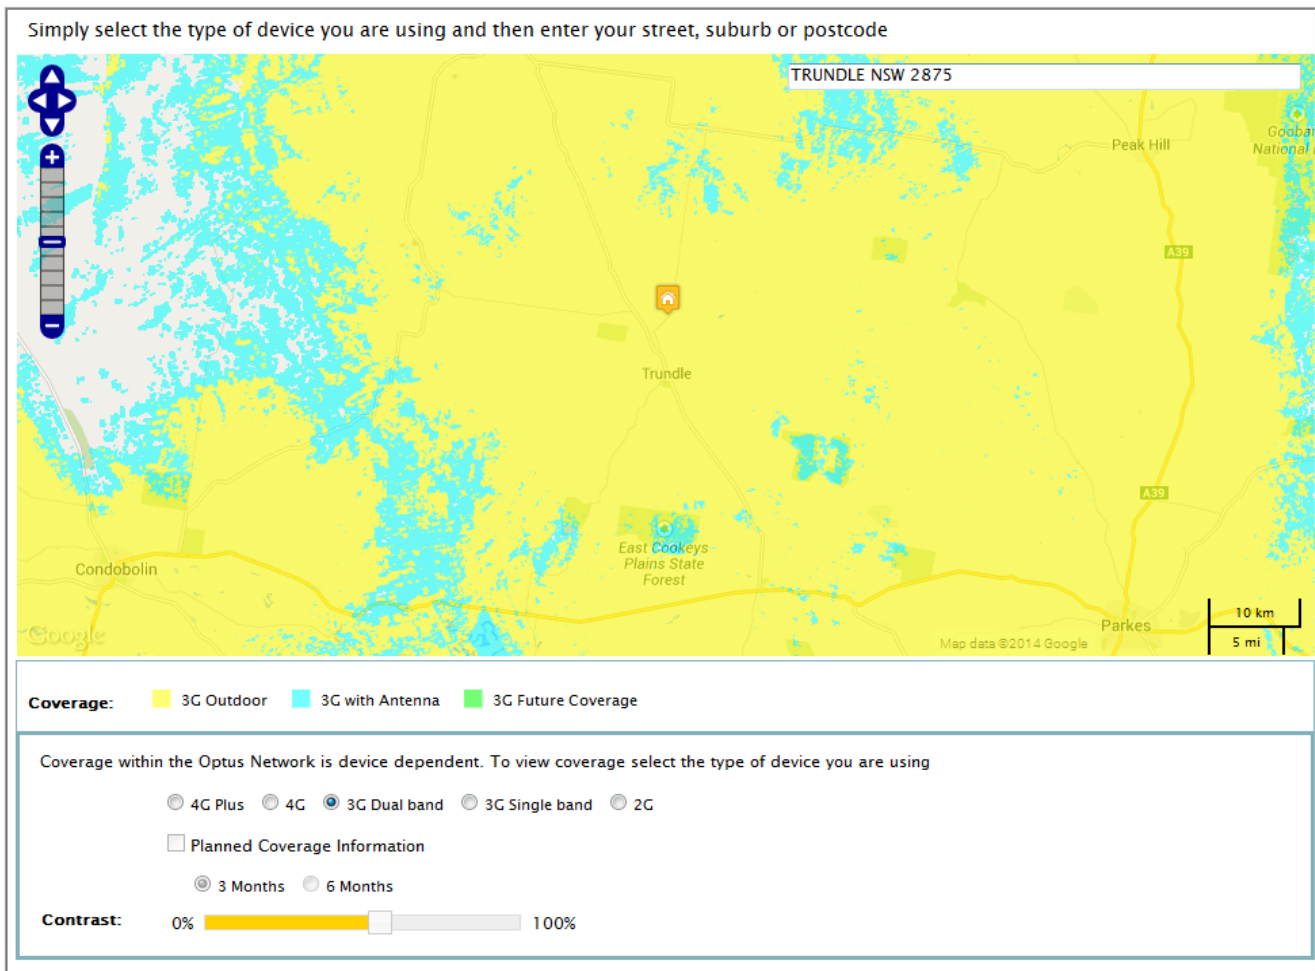 Simply select the type of device you are using and then enter your street, suburb or postcode
TRUNDLE NSW 2875
Peak Hill
National
A39
Trundle
A39
East Cookeys
Plains State
Forest
Condobolin
Parkes
10 km
5 mi
Google
Map data ©2014 Google
Coverage: 3G Outdoor 3G with Antenna 3G Future Coverage
Coverage within the Optus Network is device dependent. To view coverage select the type of device you are using
4G Plus 4G 3G Dual band 3G Single band 2G
Planned Coverage Information
3 Months 6 Months
Contrast: 0% 100%